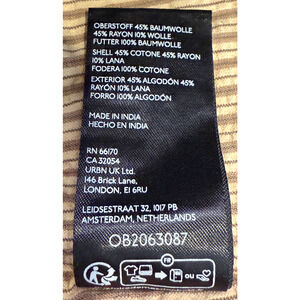 OBERSTOFF 45% BAUMWOLLE
45% RAYON 10% WOLLE
FUTTER 100% BAUMWOLLE
SHELL 45% COTONE 45% RAYON
10% LANA
FODERA 100% COTONE
EXTERIOR 45% ALGODÓN 45%
RAYÓN 10% LANA
FORRO 100% ALGODÓN
MADE IN INDIA
HECHO EN INDIA
RN 66170
CA 32054
URBN UK Ltd.
146 Brick Lane,
LONDON, E1 6RU
LEIDSESTRAAT 32, 1017 PB
AMSTERDAM, NETHERLANDS
OB2063087
FR
OU